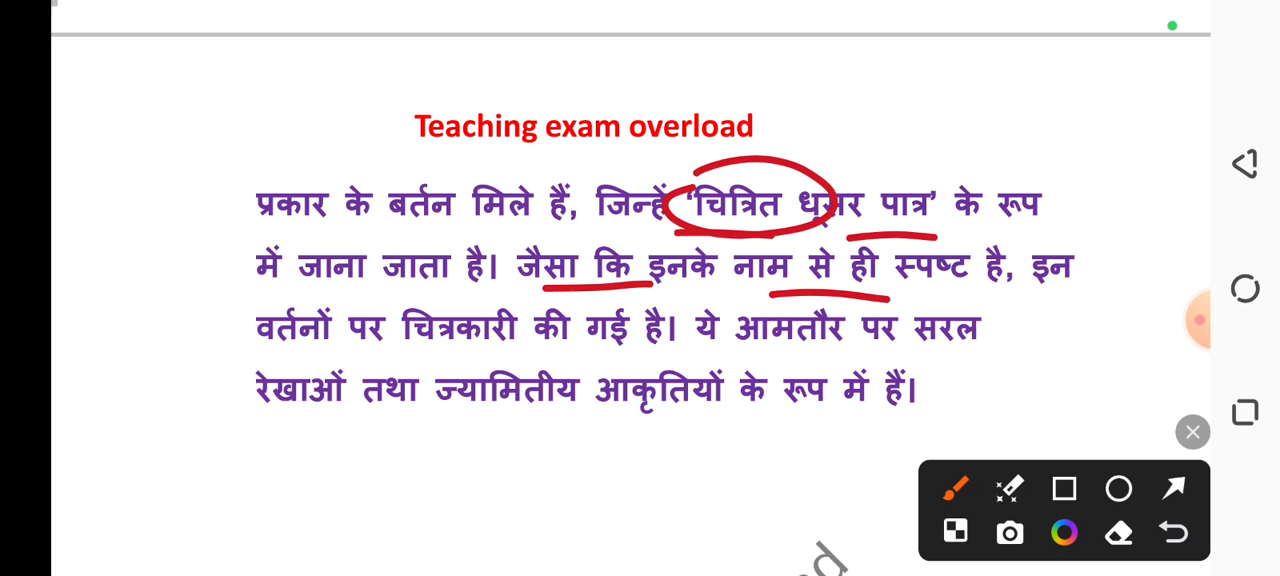 Teaching exam overload
प्रकार के बर्तन मिले हैं, जिन्हें ‘चित्रित धूसर पात्र’ के रूप
में जाना जाता है। जैसा कि इनके नाम से ही स्पष्ट है, इन
वर्तनों पर चित्रकारी की गई है। ये आमतौर पर सरल
रेखाओं तथा ज्यामितीय आकृतियों के रूप में हैं।